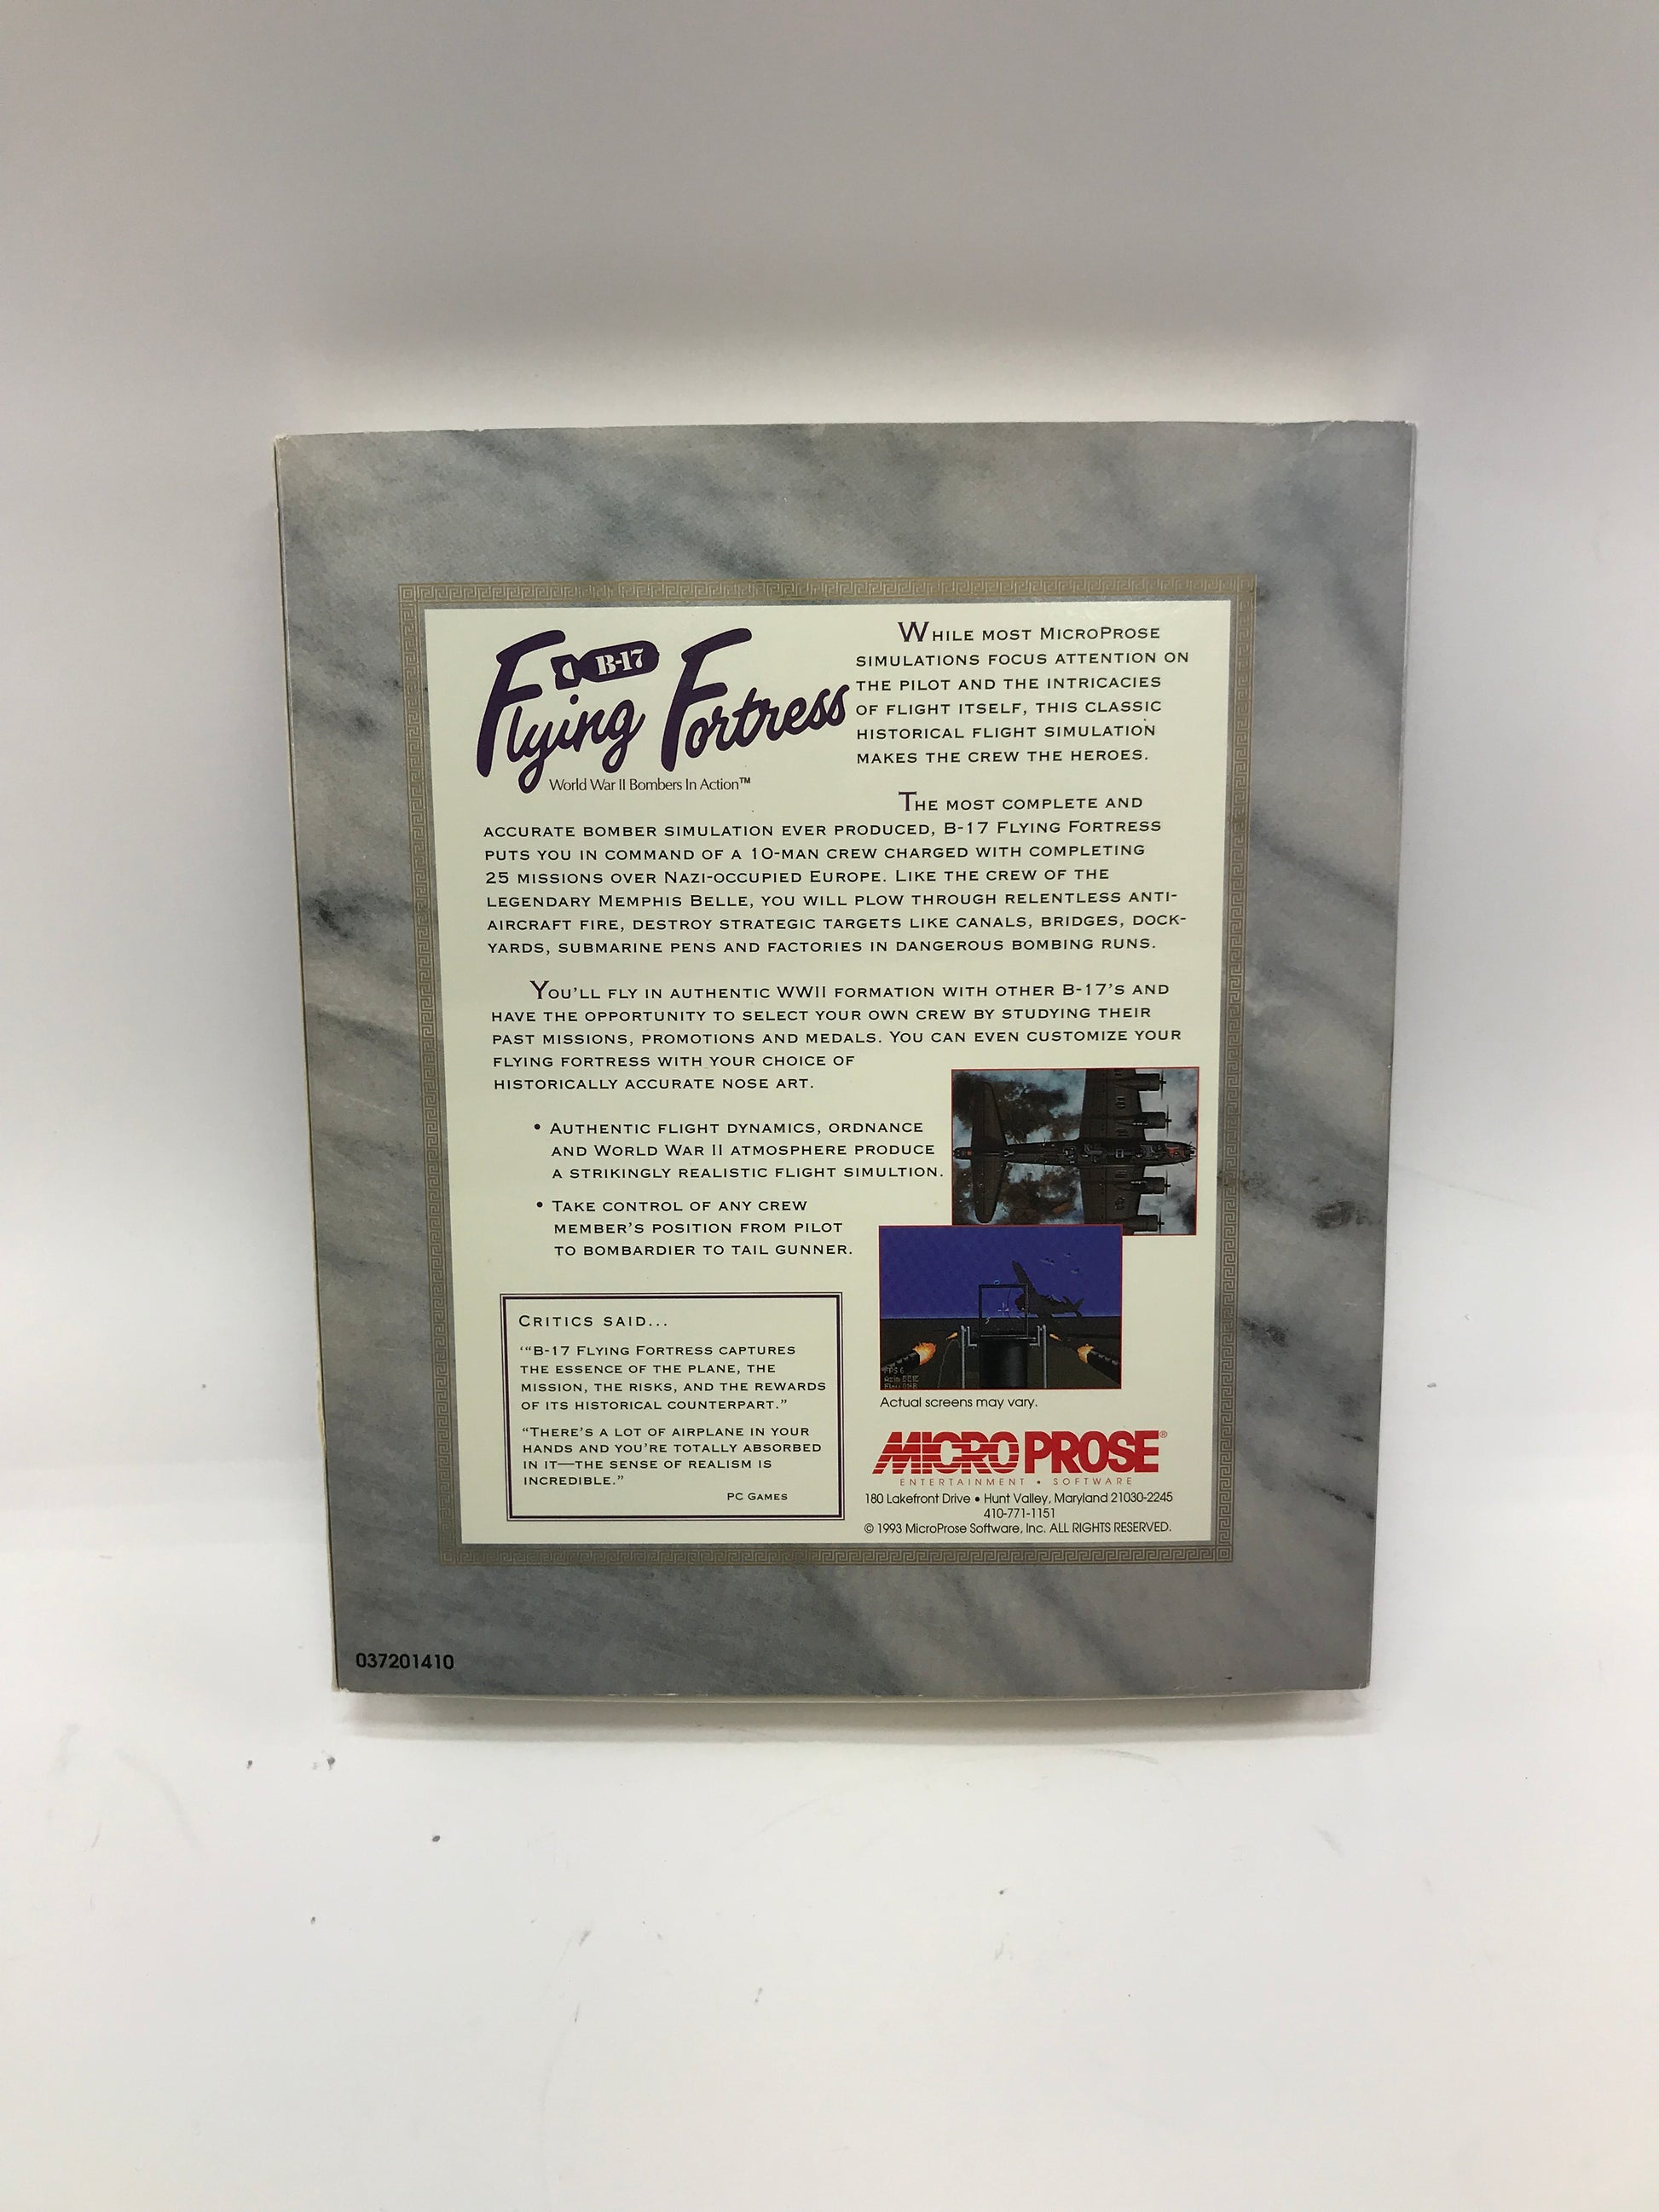 B-17
Flying Fortress
World War II Bombers In Action™
WHILE MOST MICROPROSE
SIMULATIONS FOCUS ATTENTION ON
THE PILOT AND THE INTRICACIES
OF FLIGHT ITSELF, THIS CLASSIC
HISTORICAL FLIGHT SIMULATION
MAKES THE CREW THE HEROES.
THE MOST COMPLETE AND
ACCURATE BOMBER SIMULATION EVER PRODUCED, B-17 FLYING FORTRESS
PUTS YOU IN COMMAND OF A 10-MAN CREW CHARGED WITH COMPLETING
25 MISSIONS OVER NAZI-OCCUPIED EUROPE. LIKE THE CREW OF THE
LEGENDARY MEMPHIS BELLE, YOU WILL PLOW THROUGH RELENTLESS ANTI-
AIRCRAFT FIRE, DESTROY STRATEGIC TARGETS LIKE CANALS, BRIDGES, DOCK-
YARDS, SUBMARINE PENS AND FACTORIES IN DANGEROUS BOMBING RUNS.
YOU'LL FLY IN AUTHENTIC WWII FORMATION WITH OTHER B-17'S AND
HAVE THE OPPORTUNITY TO SELECT YOUR OWN CREW BY STUDYING THEIR
PAST MISSIONS, PROMOTIONS AND MEDALS. YOU CAN EVEN CUSTOMIZE YOUR
FLYING FORTRESS WITH YOUR CHOICE OF
HISTORICALLY ACCURATE NOSE ART.
• AUTHENTIC FLIGHT DYNAMICS, ORDNANCE
AND WORLD WAR II ATMOSPHERE PRODUCE
A STRIKINGLY REALISTIC FLIGHT SIMULTION.
• TAKE CONTROL OF ANY CREW
MEMBER'S POSITION FROM PILOT
TO BOMBARDIER TO TAIL GUNNER.
CRITICS SAID...
'"B-17 FLYING FORTRESS CAPTURES
THE ESSENCE OF THE PLANE, THE
MISSION, THE RISKS, AND THE REWARDS
OF ITS HISTORICAL COUNTERPART."
"THERE'S A LOT OF AIRPLANE IN YOUR
HANDS AND YOU'RE TOTALLY ABSORBED
IN IT—THE SENSE OF REALISM IS
INCREDIBLE."
PC GAMES
Actual screens may vary.
MICRO PROSE®
ENTERTAINMENT • SOFTWARE
180 Lakefront Drive • Hunt Valley, Maryland 21030-2245
410-771-1151
© 1993 MicroProse Software, Inc. ALL RIGHTS RESERVED.
037201410